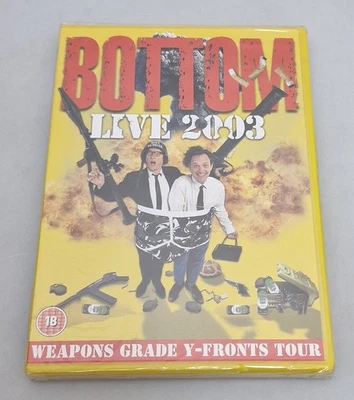 BOTTOM
LIVE 2003
18
WEAPONS GRADE Y-FRONTS TOUR